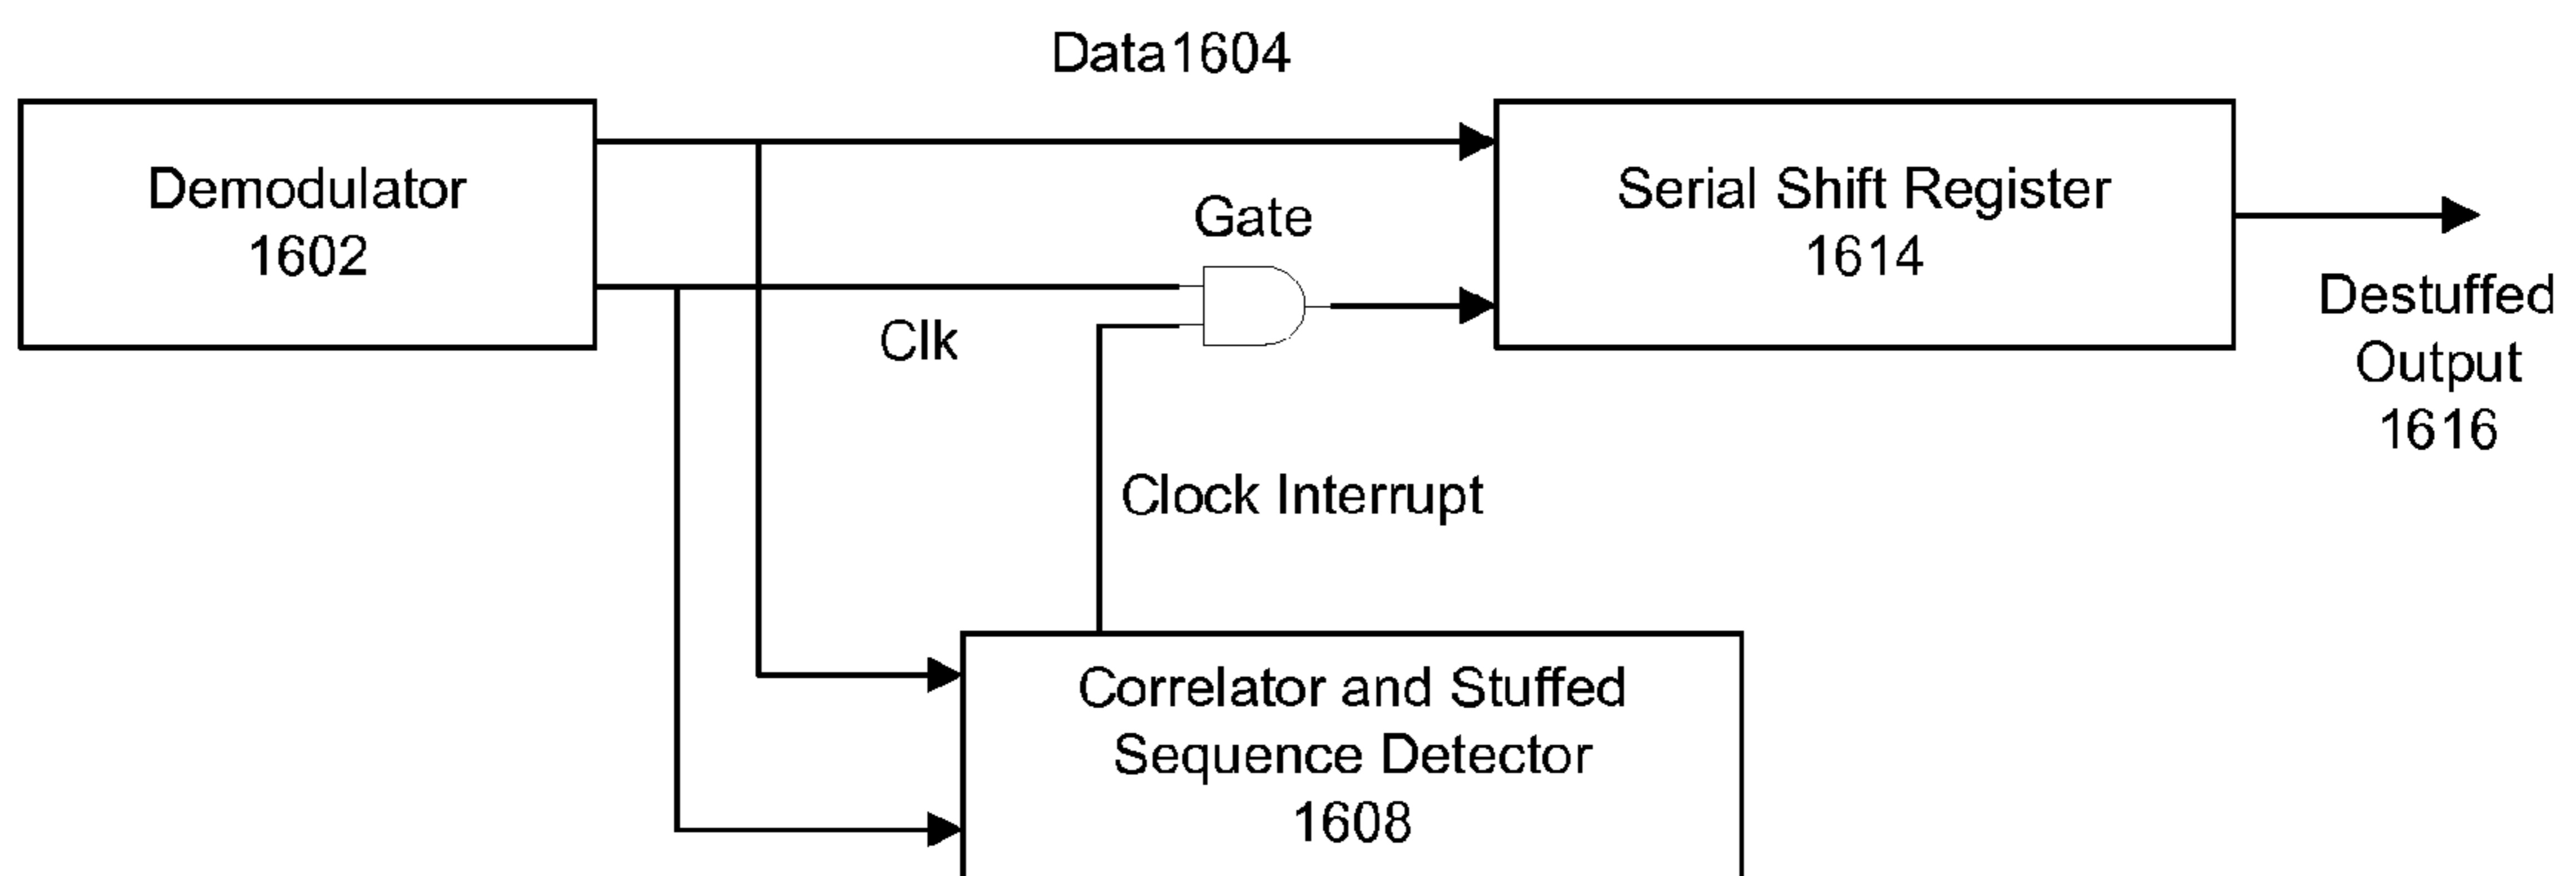 Data1604
Demodulator
1602
Gate
Serial Shift Register
1614
Clk
Destuffed
Output
1616
Clock Interrupt
Correlator and Stuffed
Sequence Detector
1608